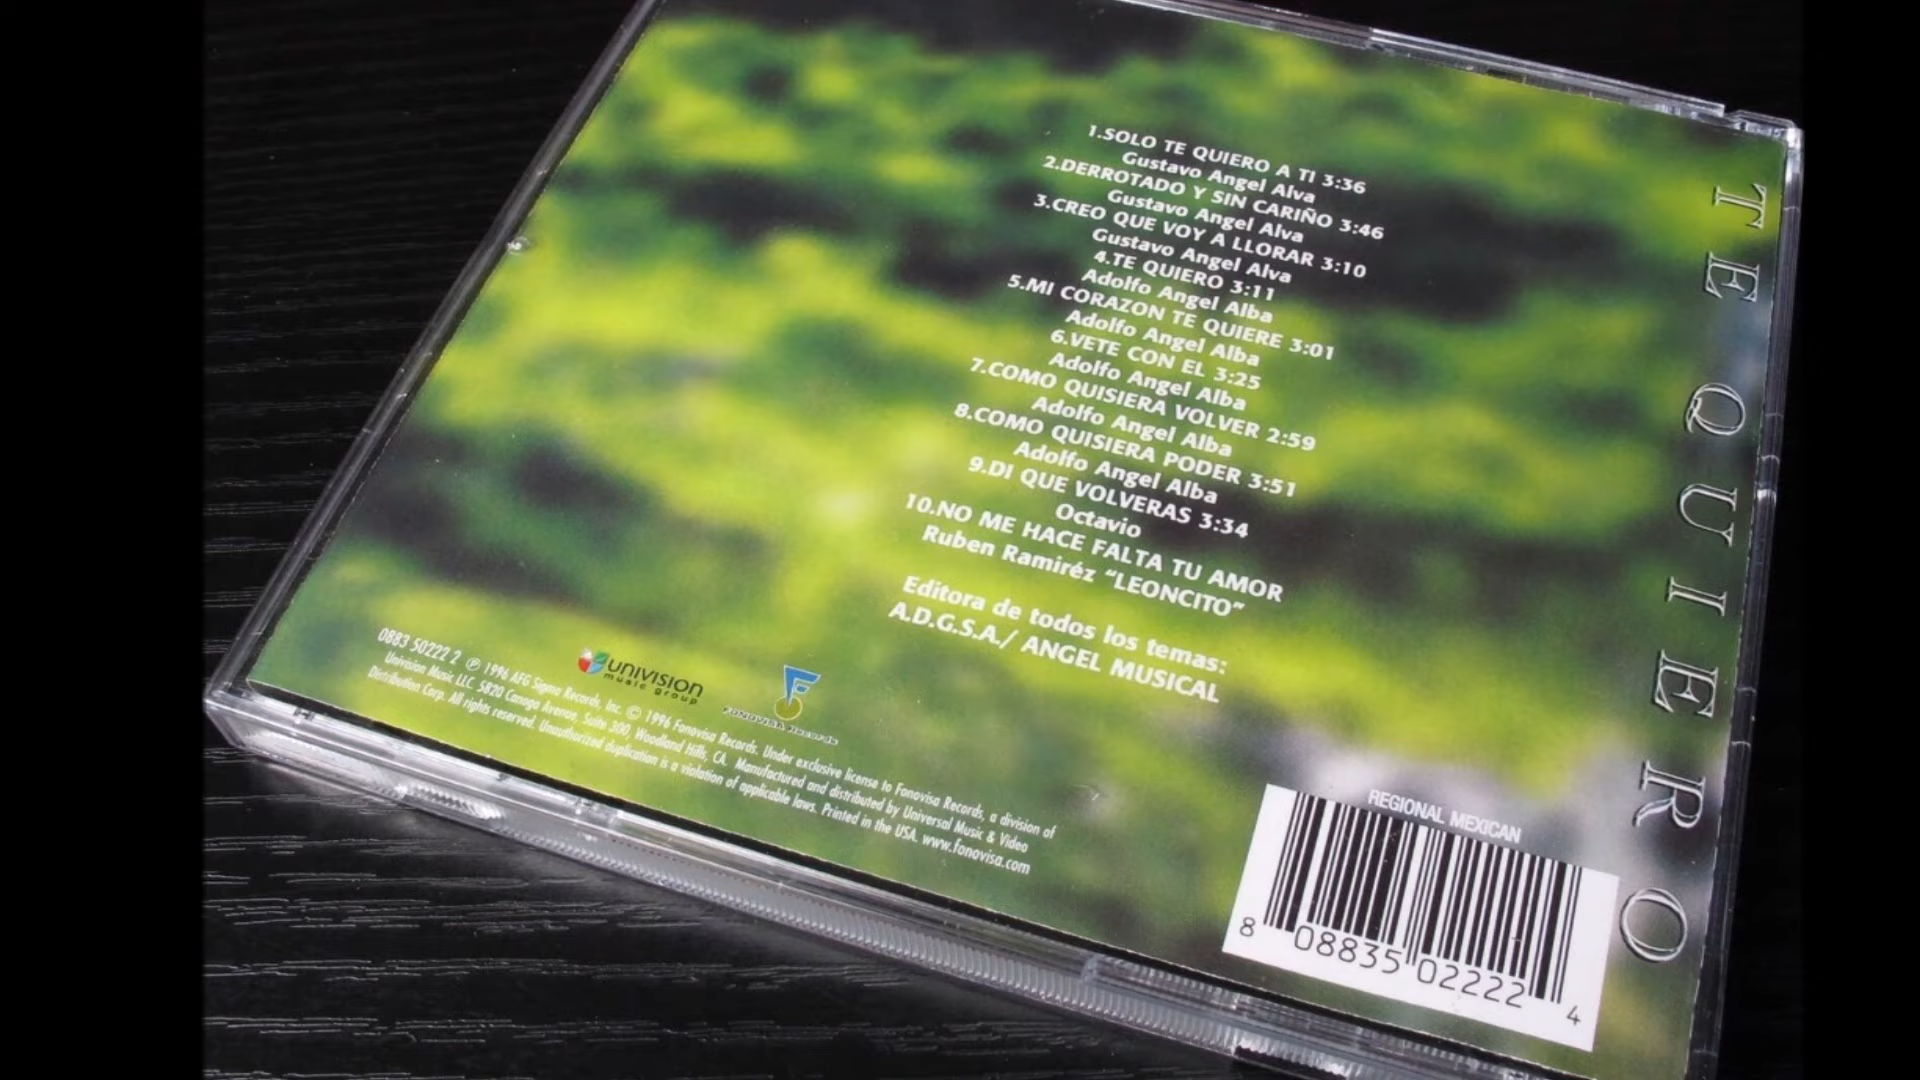 1.SOLO TE QUIERO A TI 3:36
Gustavo Angel Alva
2.DERROTADO Y SIN CARIÑO 3:46
Gustavo Angel Alva
3.CREO QUE VOY A LLORAR 3:10
Gustavo Angel Alva
4.TE QUIERO 3:11
Adolfo Angel Alba
5.MI CORAZON TE QUIERE 3:01
Adolfo Angel Alba
6.VETE CON EL 3:25
Adolfo Angel Alba
7.COMO QUISIERA VOLVER 2:59
Adolfo Angel Alba
8.COMO QUISIERA PODER 3:51
Adolfo Angel Alba
9.DI QUE VOLVERAS 3:34
Octavio
10.NO ME HACE FALTA TU AMOR
Ruben Ramiréz "LEONCITO"
Editora de todos los temas:
A.D.G.S.A./ ANGEL MUSICAL
TE QUIERO
UNIVISION
music group
FONOVISA Records
0883 50222 2 ℗ 1996 AFG Sigma Records, Inc. © 1996 Fonovisa Records. Under exclusive license to Fonovisa Records, a division of
Univision Music LLC. 5820 Canoga Avenue, Suite 300, Woodland Hills, CA. Manufactured and distributed by Universal Music & Video
Distribution Corp. All rights reserved. Unauthorized duplication is a violation of applicable laws. Printed in the USA. www.fonovisa.com
REGIONAL MEXICAN
8 08835 02222 4